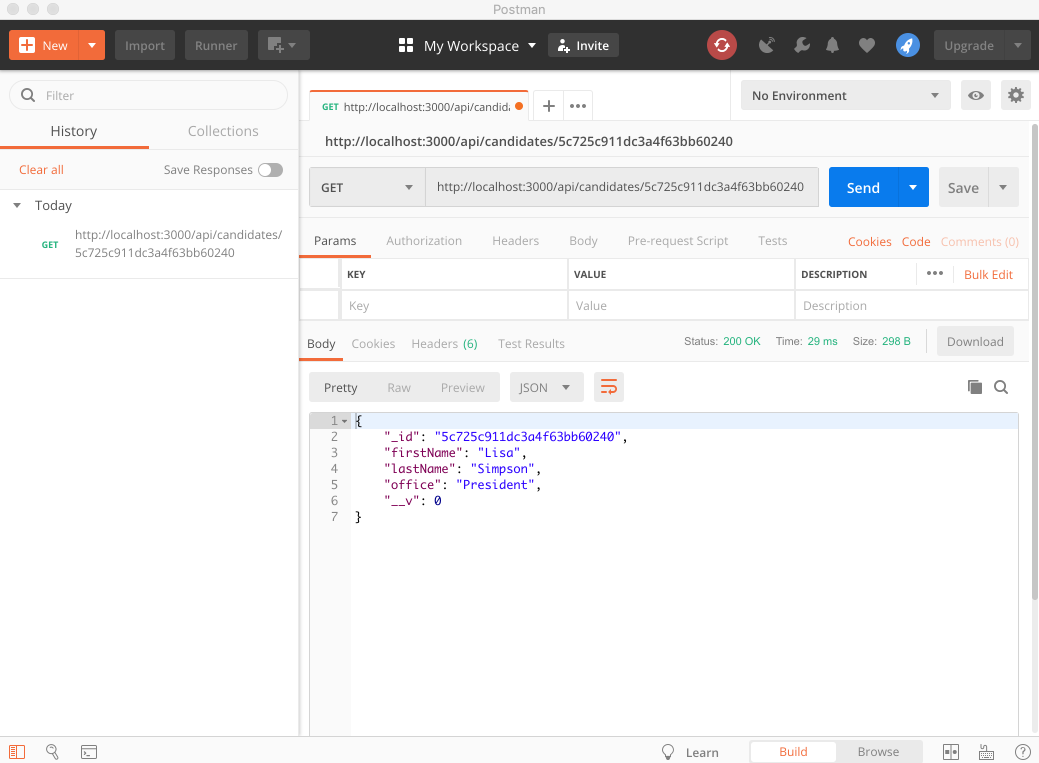 Postman
New
Import
Runner
My Workspace
Invite
Upgrade
Filter
History
Collections
Clear all
Save Responses
Today
GET
http://localhost:3000/api/candidates/
5c725c911dc3a4f63bb60240
GET http://localhost:3000/api/candid
No Environment
http://localhost:3000/api/candidates/5c725c911dc3a4f63bb60240
GET
http://localhost:3000/api/candidates/5c725c911dc3a4f63bb60240
Send
Save
Params Authorization Headers Body Pre-request Script Tests Cookies Code Comments (0)
KEY VALUE DESCRIPTION ••• Bulk Edit
Key Value Description
Body Cookies Headers (6) Test Results Status: 200 OK Time: 29 ms Size: 298 B Download
Pretty Raw Preview JSON
1 {
2 "_id": "5c725c911dc3a4f63bb60240",
3 "firstName": "Lisa",
4 "lastName": "Simpson",
5 "office": "President",
6 "__v": 0
7 }
Learn Build Browse ?